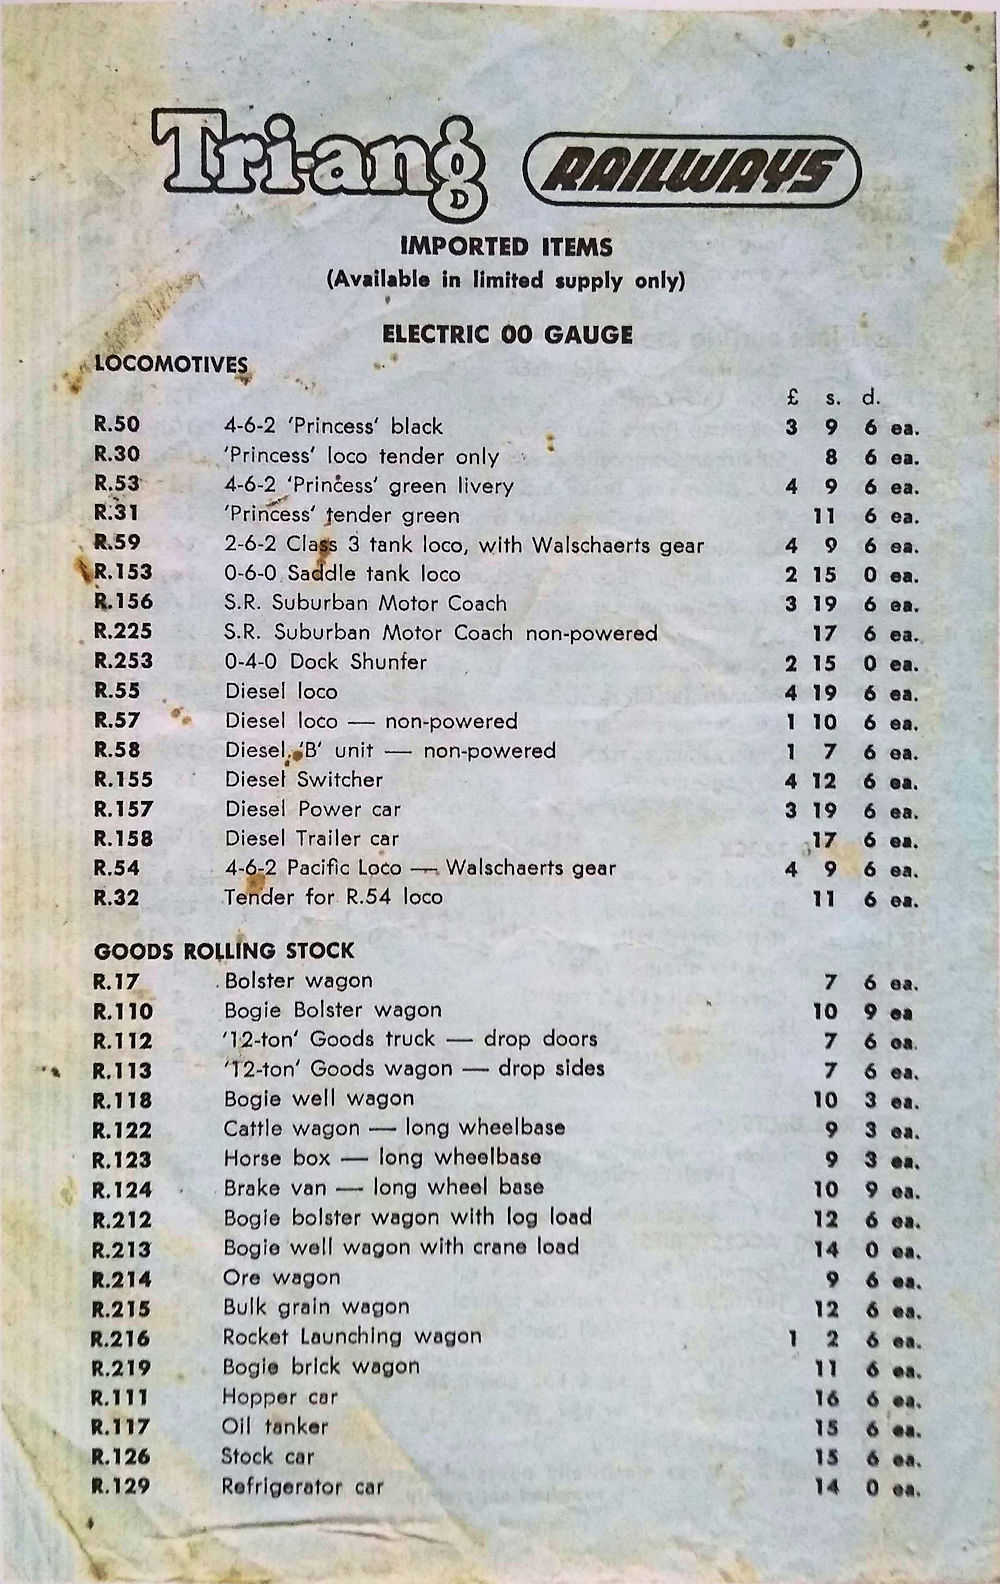 Tri-ang RAILWAYS
IMPORTED ITEMS
(Available in limited supply only)
ELECTRIC 00 GAUGE
LOCOMOTIVES
£ s. d.
R.50 4-6-2 'Princess' black 3 9 6 ea.
R.30 'Princess' loco tender only 8 6 ea.
R.53 4-6-2 'Princess' green livery 4 9 6 ea.
R.31 'Princess' tender green 11 6 ea.
R.59 2-6-2 Class 3 tank loco, with Walschaerts gear 4 9 6 ea.
R.153 0-6-0 Saddle tank loco 2 15 0 ea.
R.156 S.R. Suburban Motor Coach 3 19 6 ea.
R.225 S.R. Suburban Motor Coach non-powered 17 6 ea.
R.253 0-4-0 Dock Shunfer 2 15 0 ea.
R.55 Diesel loco 4 19 6 ea.
R.57 Diesel loco — non-powered 1 10 6 ea.
R.58 Diesel 'B' unit — non-powered 1 7 6 ea.
R.155 Diesel Switcher 4 12 6 ea.
R.157 Diesel Power car 3 19 6 ea.
R.158 Diesel Trailer car 17 6 ea.
R.54 4-6-2 Pacific Loco — Walschaerts gear 4 9 6 ea.
R.32 Tender for R.54 loco 11 6 ea.
GOODS ROLLING STOCK
R.17 Bolster wagon 7 6 ea.
R.110 Bogie Bolster wagon 10 9 ea
R.112 '12-ton' Goods truck — drop doors 7 6 ea.
R.113 '12-ton' Goods wagon — drop sides 7 6 ea.
R.118 Bogie well wagon 10 3 ea.
R.122 Cattle wagon — long wheelbase 9 3 ea.
R.123 Horse box — long wheelbase 9 3 ea.
R.124 Brake van — long wheel base 10 9 ea.
R.212 Bogie bolster wagon with log load 12 6 ea.
R.213 Bogie well wagon with crane load 14 0 ea.
R.214 Ore wagon 9 6 ea.
R.215 Bulk grain wagon 12 6 ea.
R.216 Rocket Launching wagon 1 2 6 ea.
R.219 Bogie brick wagon 11 6 ea.
R.111 Hopper car 16 6 ea.
R.117 Oil tanker 15 6 ea.
R.126 Stock car 15 6 ea.
R.129 Refrigerator car 14 0 ea.